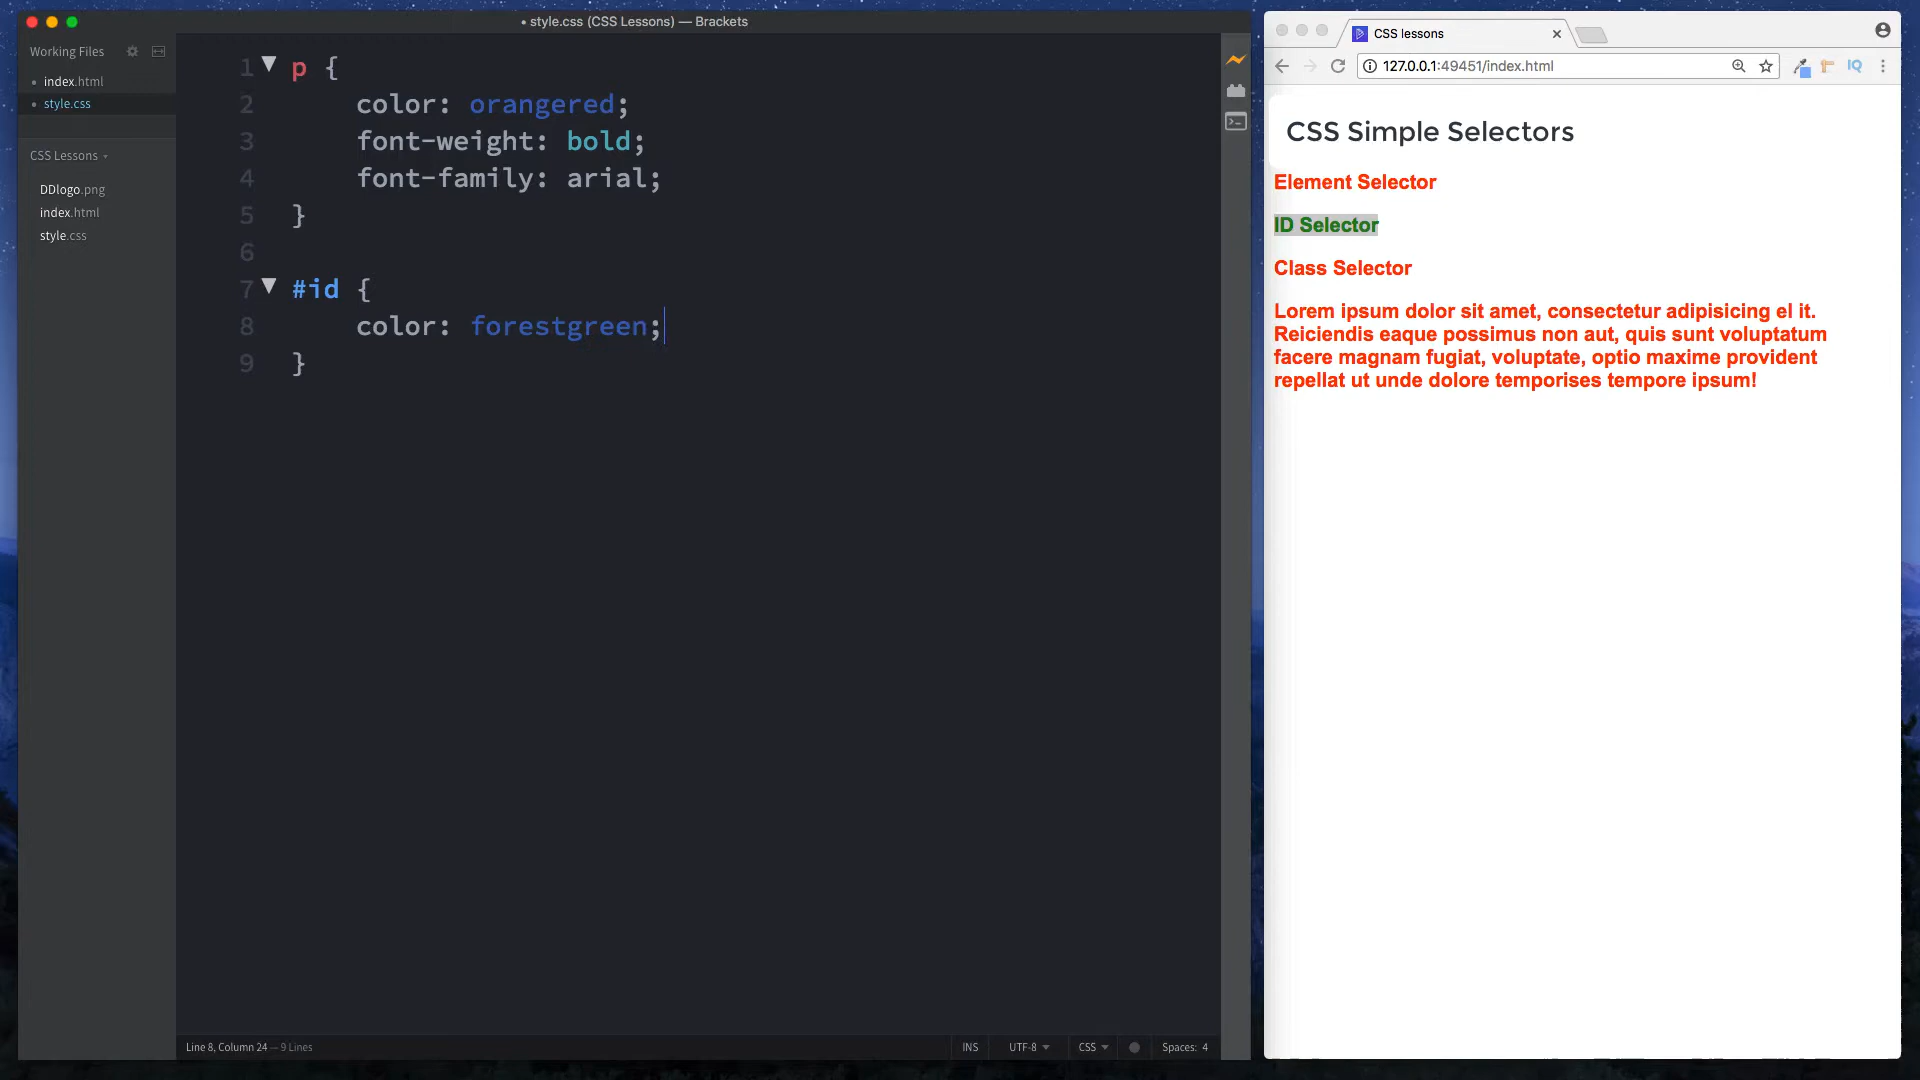 • style.css (CSS Lessons) — Brackets
Working Files
• index.html
• style.css
CSS Lessons
DDlogo.png
index.html
style.css
1 p {
2 color: orangered;
3 font-weight: bold;
4 font-family: arial;
5 }
6
7 #id {
8 color: forestgreen;
9 }
Line 8, Column 24 — 9 Lines
INS
UTF-8
CSS
Spaces: 4
CSS lessons
127.0.0.1:49451/index.html
IQ
CSS Simple Selectors
Element Selector
ID Selector
Class Selector
Lorem ipsum dolor sit amet, consectetur adipisicing el it.
Reiciendis eaque possimus non aut, quis sunt voluptatum
facere magnam fugiat, voluptate, optio maxime provident
repellat ut unde dolore temporises tempore ipsum!